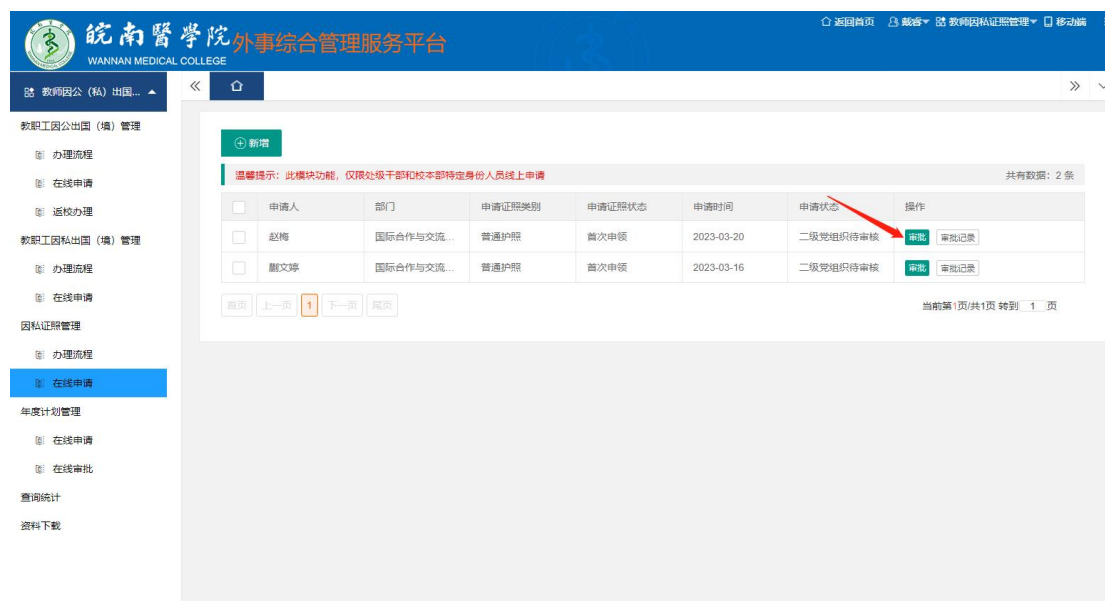 皖南醫學院
WANNAN MEDICAL COLLEGE
外事综合管理服务平台
返回首页 戴睿 教师因私证照管理 移动端
教师因公（私）出国...
教职工因公出国（境）管理
办理流程
在线申请
返校办理
教职工因私出国（境）管理
办理流程
在线申请
因私证照管理
办理流程
在线申请
年度计划管理
在线申请
在线审批
查询统计
资料下载
新增
温馨提示：此模块功能，仅限处级干部和校本部特定身份人员线上申请 共有数据：2 条
申请人 部门 申请证照类别 申请证照状态 申请时间 申请状态 操作
赵梅 国际合作与交流... 普通护照 首次申领 2023-03-20 二级党组织待审核 审批 审批记录
蒯文婷 国际合作与交流... 普通护照 首次申领 2023-03-16 二级党组织待审核 审批 审批记录
首页 上一页 1 下一页 尾页 当前第1页/共1页 转到 1 页